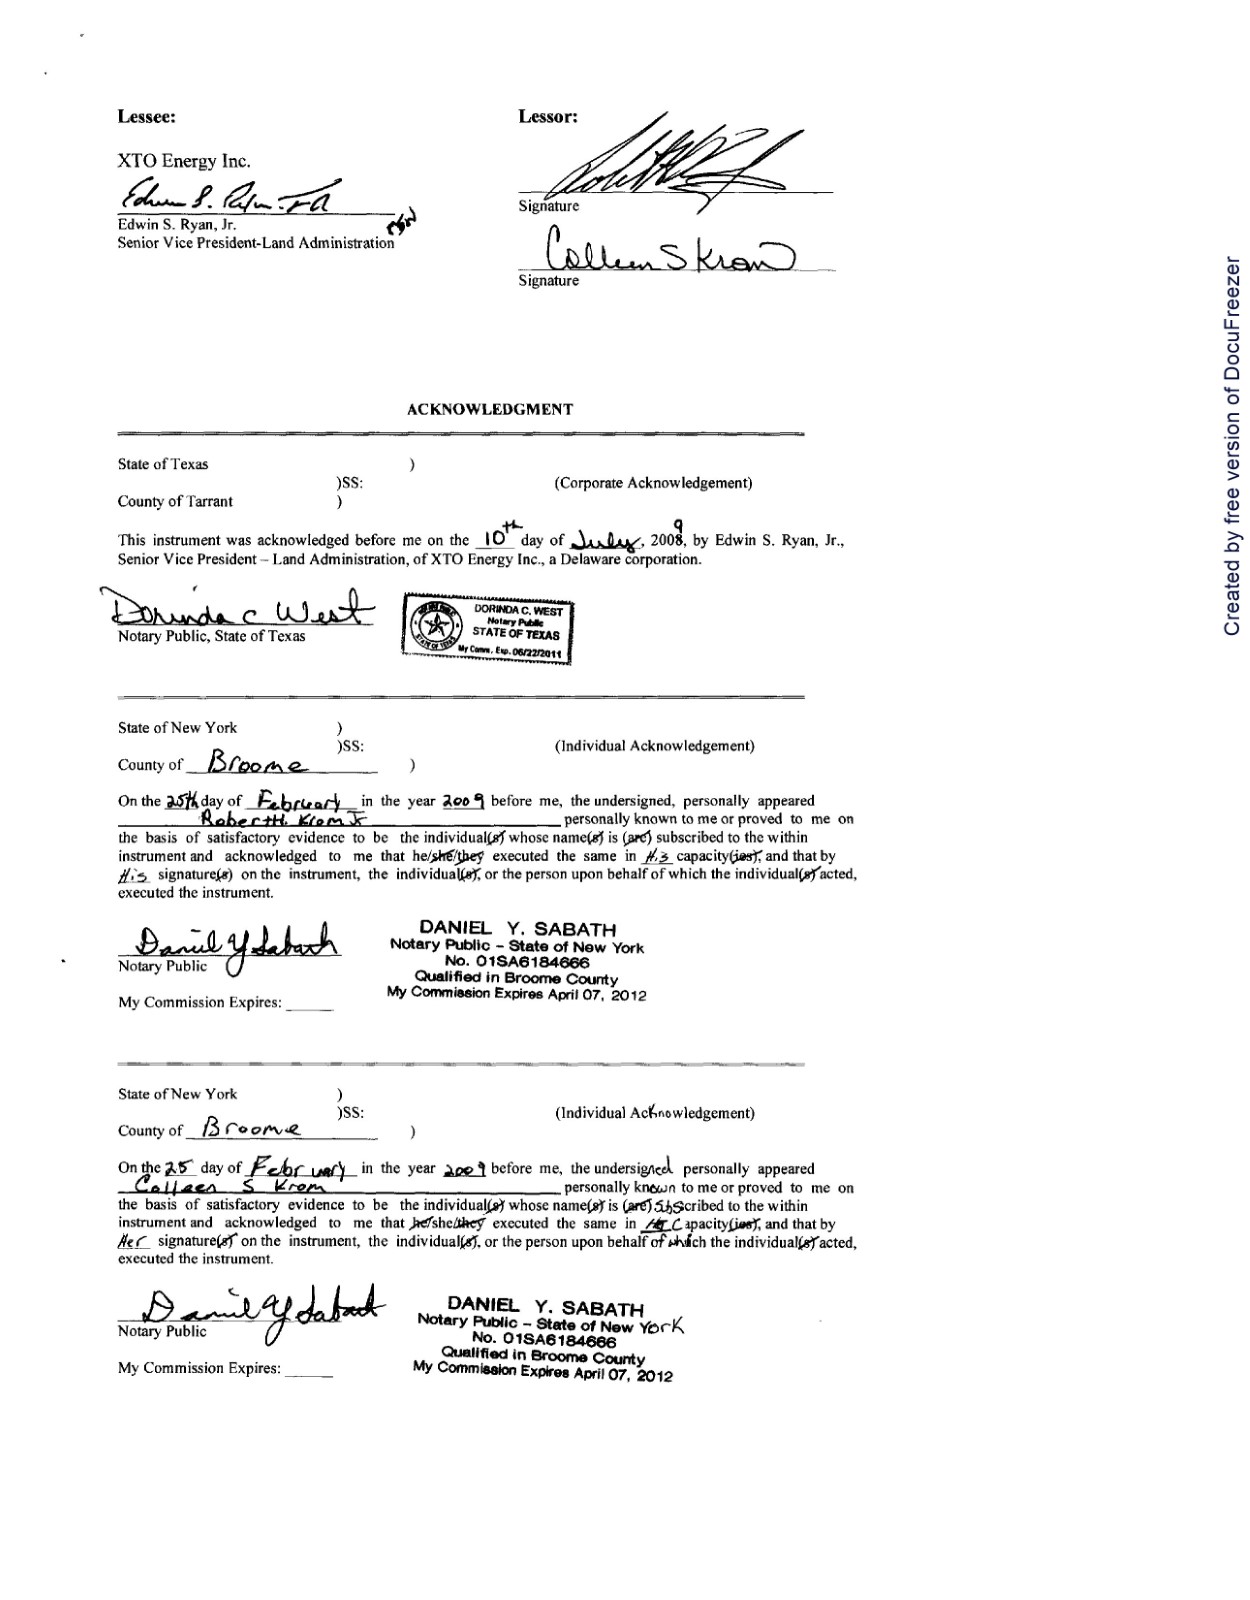 Lessee:
Lessor:
XTO Energy Inc.
Edwin S. Ryan, Jr.
Senior Vice President-Land Administration
Signature
Colleen S Krom
Signature
ACKNOWLEDGMENT
State of Texas )
)SS: (Corporate Acknowledgement)
County of Tarrant )
This instrument was acknowledged before me on the 10th day of July, 2009, by Edwin S. Ryan, Jr.,
Senior Vice President – Land Administration, of XTO Energy Inc., a Delaware corporation.
Dorinda C West
Notary Public, State of Texas
DORINDA C. WEST
Notary Public
STATE OF TEXAS
My Comm. Exp. 06/22/2011
State of New York )
)SS: (Individual Acknowledgement)
County of Broome )
On the 25th day of February in the year 2009 before me, the undersigned, personally appeared
Robert H. Krom Jr personally known to me or proved to me on
the basis of satisfactory evidence to be the individual(s) whose name(s) is (are) subscribed to the within
instrument and acknowledged to me that he/she/they executed the same in His capacity(ies), and that by
His signature(s) on the instrument, the individual(s), or the person upon behalf of which the individual(s) acted,
executed the instrument.
Daniel Y Sabath
Notary Public
My Commission Expires:
DANIEL Y. SABATH
Notary Public – State of New York
No. 01SA6184666
Qualified in Broome County
My Commission Expires April 07, 2012
State of New York )
)SS: (Individual Acknowledgement)
County of Broome )
On the 25 day of February in the year 2009 before me, the undersigned personally appeared
Colleen S Krom personally known to me or proved to me on
the basis of satisfactory evidence to be the individual(s) whose name(s) is (are) subscribed to the within
instrument and acknowledged to me that he/she/they executed the same in Her capacity(ies), and that by
Her signature(s) on the instrument, the individual(s), or the person upon behalf of which the individual(s) acted,
executed the instrument.
Daniel Y Sabath
Notary Public
My Commission Expires:
DANIEL Y. SABATH
Notary Public – State of New York
No. 01SA6184666
Qualified in Broome County
My Commission Expires April 07, 2012
Created by free version of DocuFreezer